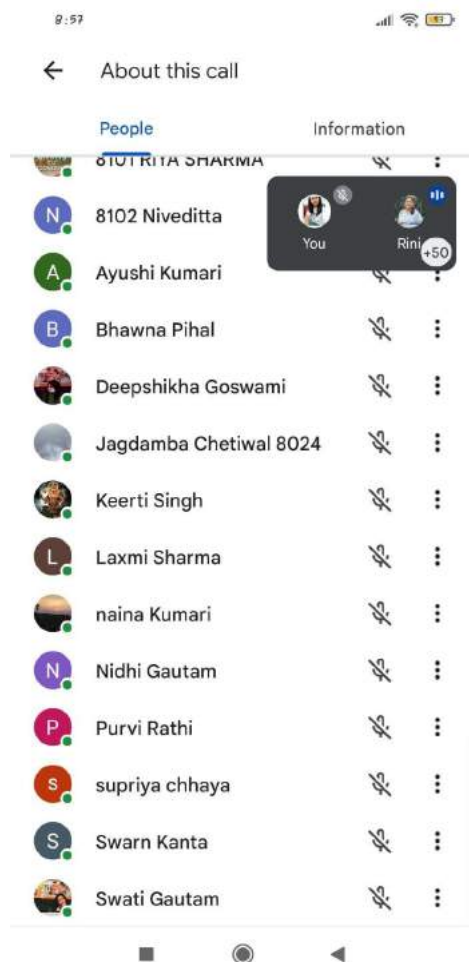 8:57
About this call
People Information
8101 RIYA SHARMA
N 8102 Niveditta
You Rini +50
A Ayushi Kumari
B Bhawna Pihal
Deepshikha Goswami
Jagdamba Chetiwal 8024
Keerti Singh
L Laxmi Sharma
naina Kumari
N Nidhi Gautam
P Purvi Rathi
s supriya chhaya
S Swarn Kanta
Swati Gautam